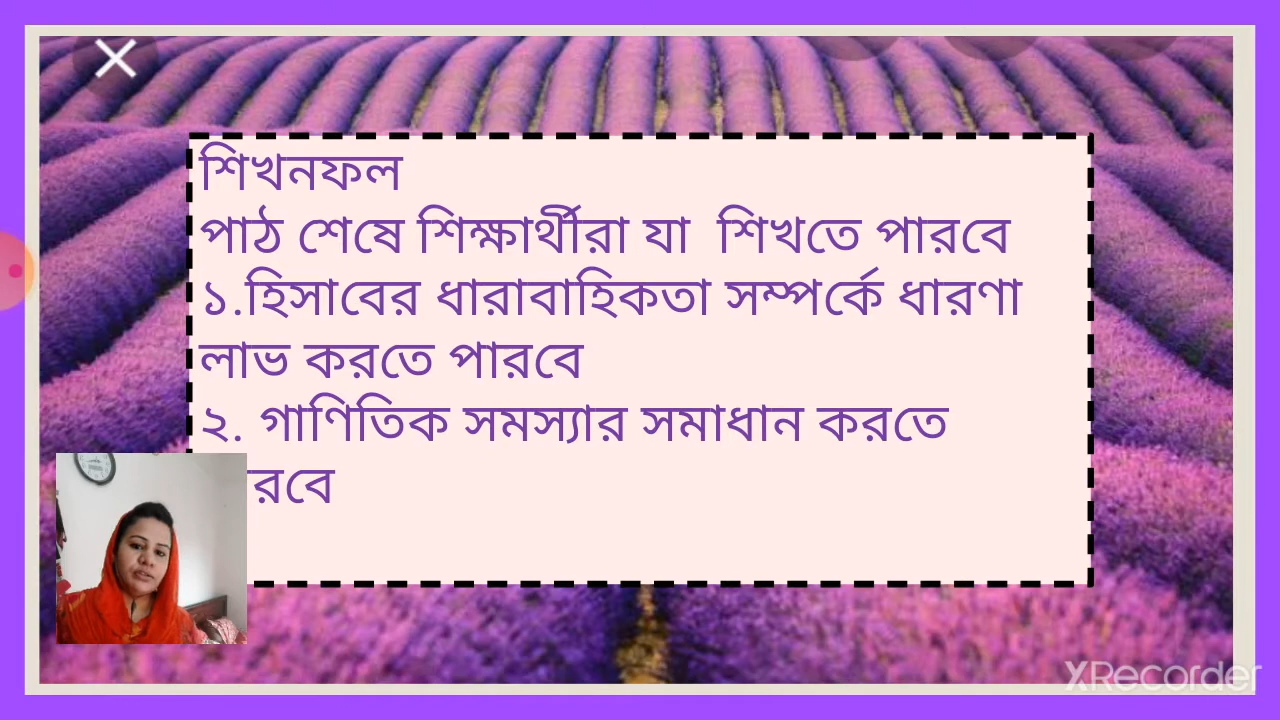 শিখনফল
পাঠ শেষে শিক্ষার্থীরা যা শিখতে পারবে
১.হিসাবের ধারাবাহিকতা সম্পর্কে ধারণা
লাভ করতে পারবে
২. গাণিতিক সমস্যার সমাধান করতে
রবে
XRecorder